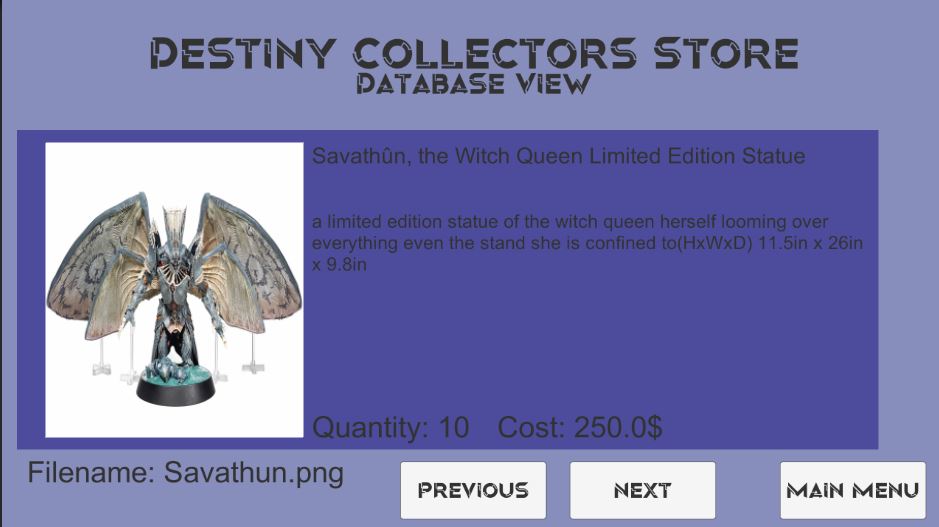 DESTINY COLLECTORS STORE
DATABASE VIEW
Savathûn, the Witch Queen Limited Edition Statue
a limited edition statue of the witch queen herself looming over
everything even the stand she is confined to(HxWxD) 11.5in x 26in
x 9.8in
Quantity: 10 Cost: 250.0$
Filename: Savathun.png
PREVIOUS
NEXT
MAIN MENU